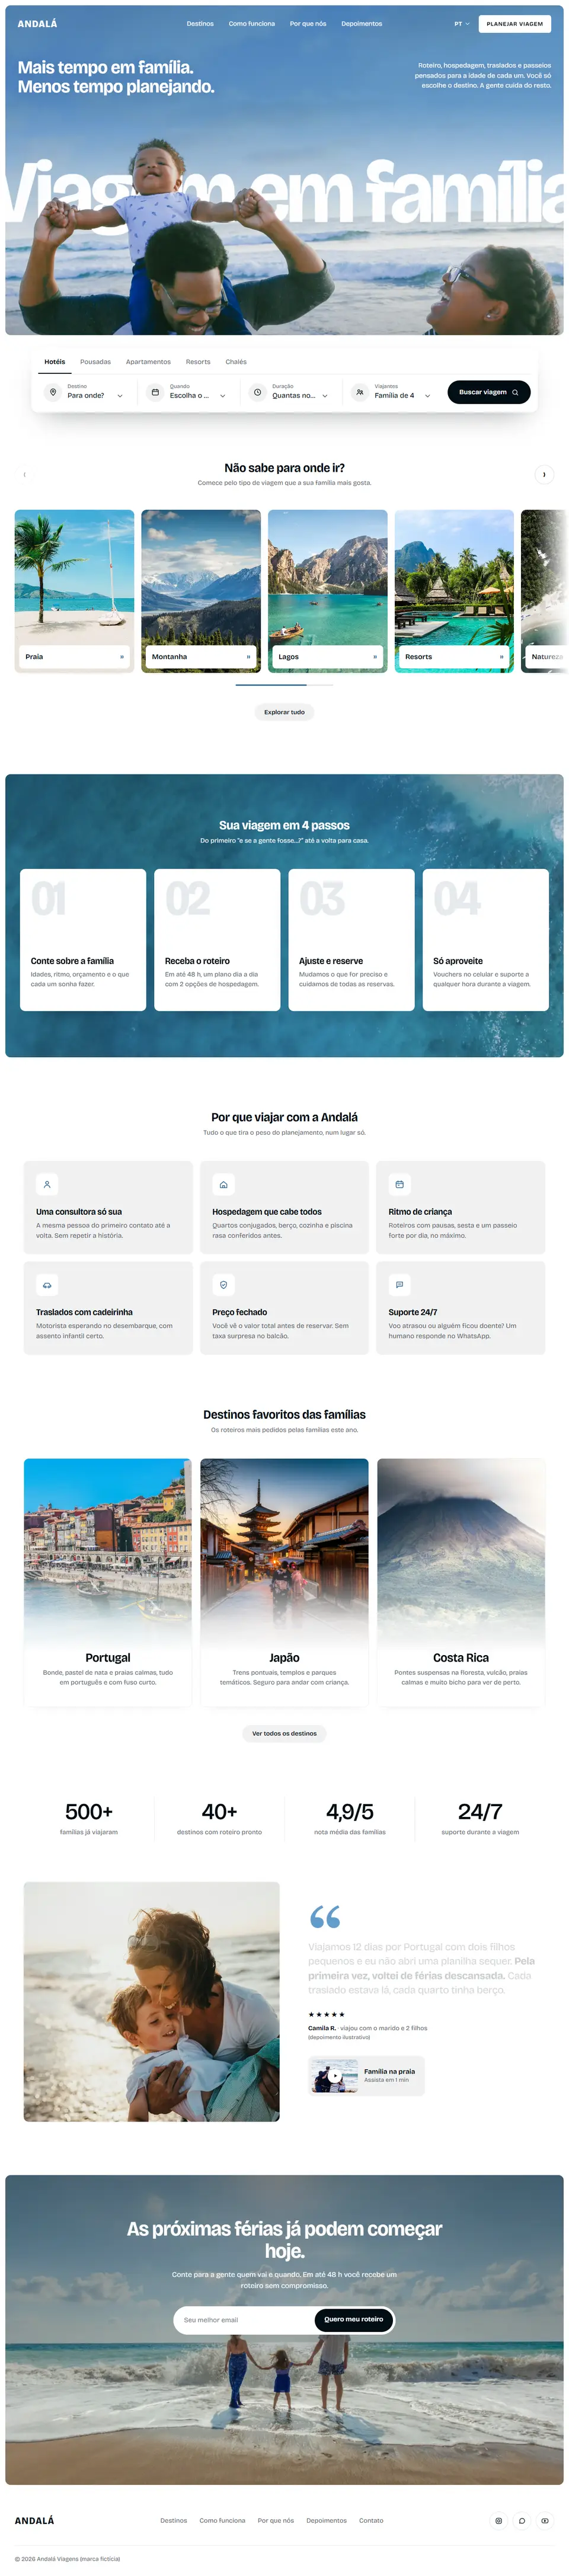 ANDALÁ
Destinos
Como funciona
Por que nós
Depoimentos
PT
PLANEJAR VIAGEM
Mais tempo em família.
Menos tempo planejando.
Roteiro, hospedagem, traslados e passeios
pensados para a idade de cada um. Você só
escolhe o destino. A gente cuida do resto.
Viagem em família
Hotéis
Pousadas
Apartamentos
Resorts
Chalés
Destino
Para onde?
Quando
Escolha o ...
Duração
Quantas no...
Viajantes
Família de 4
Buscar viagem
Não sabe para onde ir?
Comece pelo tipo de viagem que a sua família mais gosta.
Praia
Montanha
Lagos
Resorts
Natureza
Explorar tudo
Sua viagem em 4 passos
Do primeiro "e se a gente fosse...?" até a volta para casa.
01
Conte sobre a família
Idades, ritmo, orçamento e o que
cada um sonha fazer.
02
Receba o roteiro
Em até 48 h, um plano dia a dia
com 2 opções de hospedagem.
03
Ajuste e reserve
Mudamos o que for preciso e
cuidamos de todas as reservas.
04
Só aproveite
Vouchers no celular e suporte a
qualquer hora durante a viagem.
Por que viajar com a Andalá
Tudo o que tira o peso do planejamento, num lugar só.
Uma consultora só sua
A mesma pessoa do primeiro contato até a
volta. Sem repetir a história.
Hospedagem que cabe todos
Quartos conjugados, berço, cozinha e piscina
rasa conferidos antes.
Ritmo de criança
Roteiros com pausas, sesta e um passeio
forte por dia, no máximo.
Traslados com cadeirinha
Motorista esperando no desembarque, com
assento infantil certo.
Preço fechado
Você vê o valor total antes de reservar. Sem
taxa surpresa no balcão.
Suporte 24/7
Voo atrasou ou alguém ficou doente? Um
humano responde no WhatsApp.
Destinos favoritos das famílias
Os roteiros mais pedidos pelas famílias este ano.
Portugal
Bonde, pastel de nata e praias calmas, tudo
em português e com fuso curto.
Japão
Trens pontuais, templos e parques
temáticos. Seguro para andar com criança.
Costa Rica
Pontes suspensas na floresta, vulcão, praias
calmas e muito bicho para ver de perto.
Ver todos os destinos
500+
famílias já viajaram
40+
destinos com roteiro pronto
4,9/5
nota média das famílias
24/7
suporte durante a viagem
Viajamos 12 dias por Portugal com dois filhos
pequenos e eu não abri uma planilha sequer. Pela
primeira vez, voltei de férias descansada. Cada
traslado estava lá, cada quarto tinha berço.
★★★★★
Camila R. · viajou com o marido e 2 filhos
(depoimento ilustrativo)
Família na praia
Assista em 1 min
As próximas férias já podem começar
hoje.
Conte para a gente quem vai e quando. Em até 48 h você recebe um
roteiro sem compromisso.
Seu melhor email
Quero meu roteiro
ANDALÁ
Destinos
Como funciona
Por que nós
Depoimentos
Contato
© 2026 Andalá Viagens (marca fictícia)